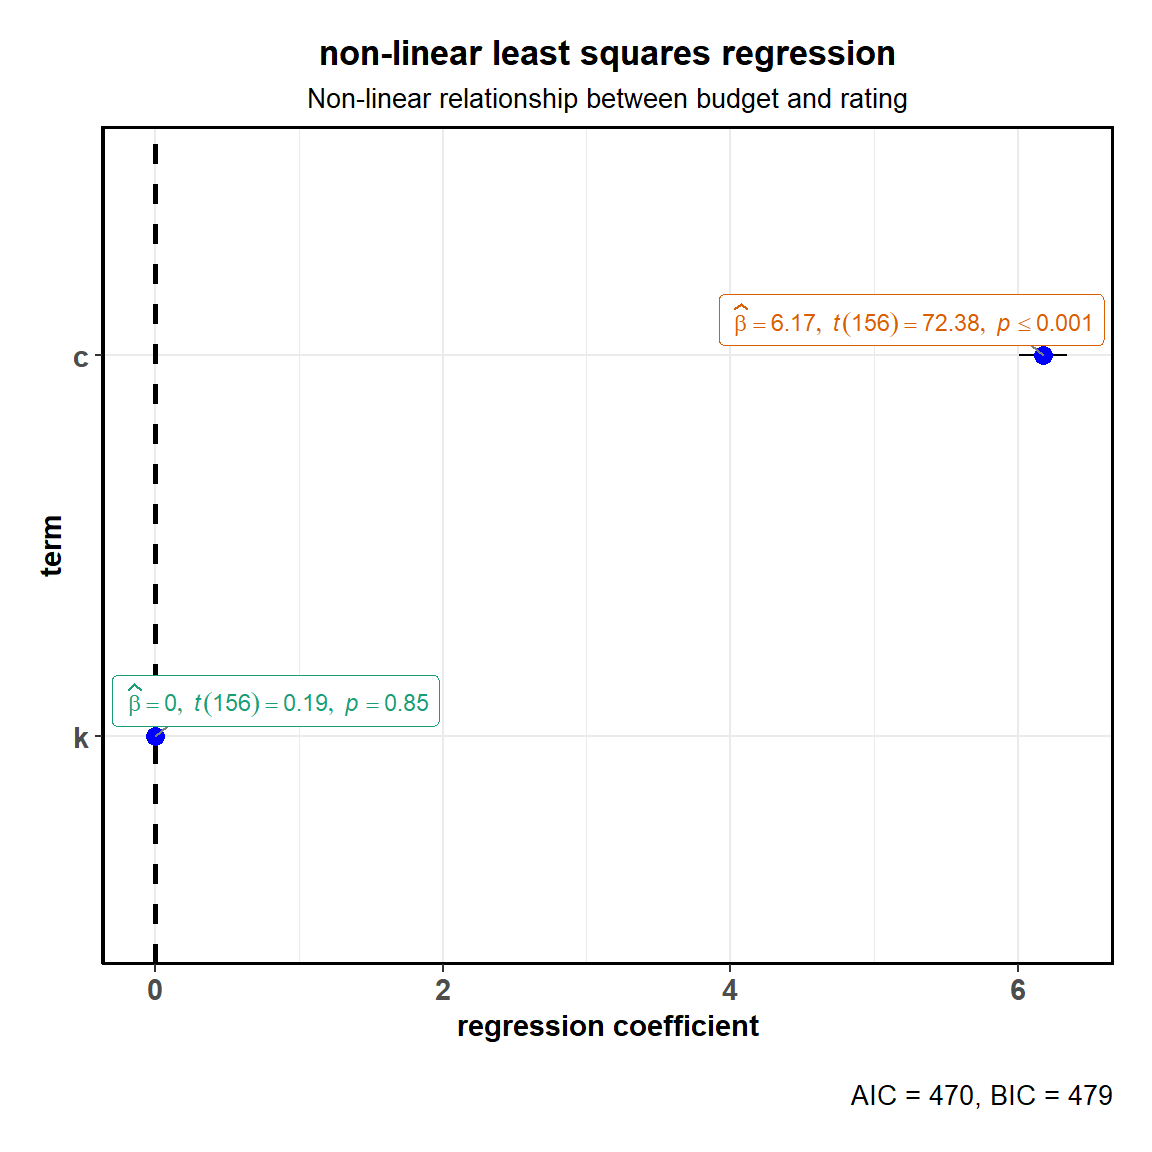 non-linear least squares regression
Non-linear relationship between budget and rating
β̂ = 6.17, t(156) = 72.38, p ≤ 0.001
c
term
β̂ = 0, t(156) = 0.19, p = 0.85
k
0 2 4 6
regression coefficient
AIC = 470, BIC = 479